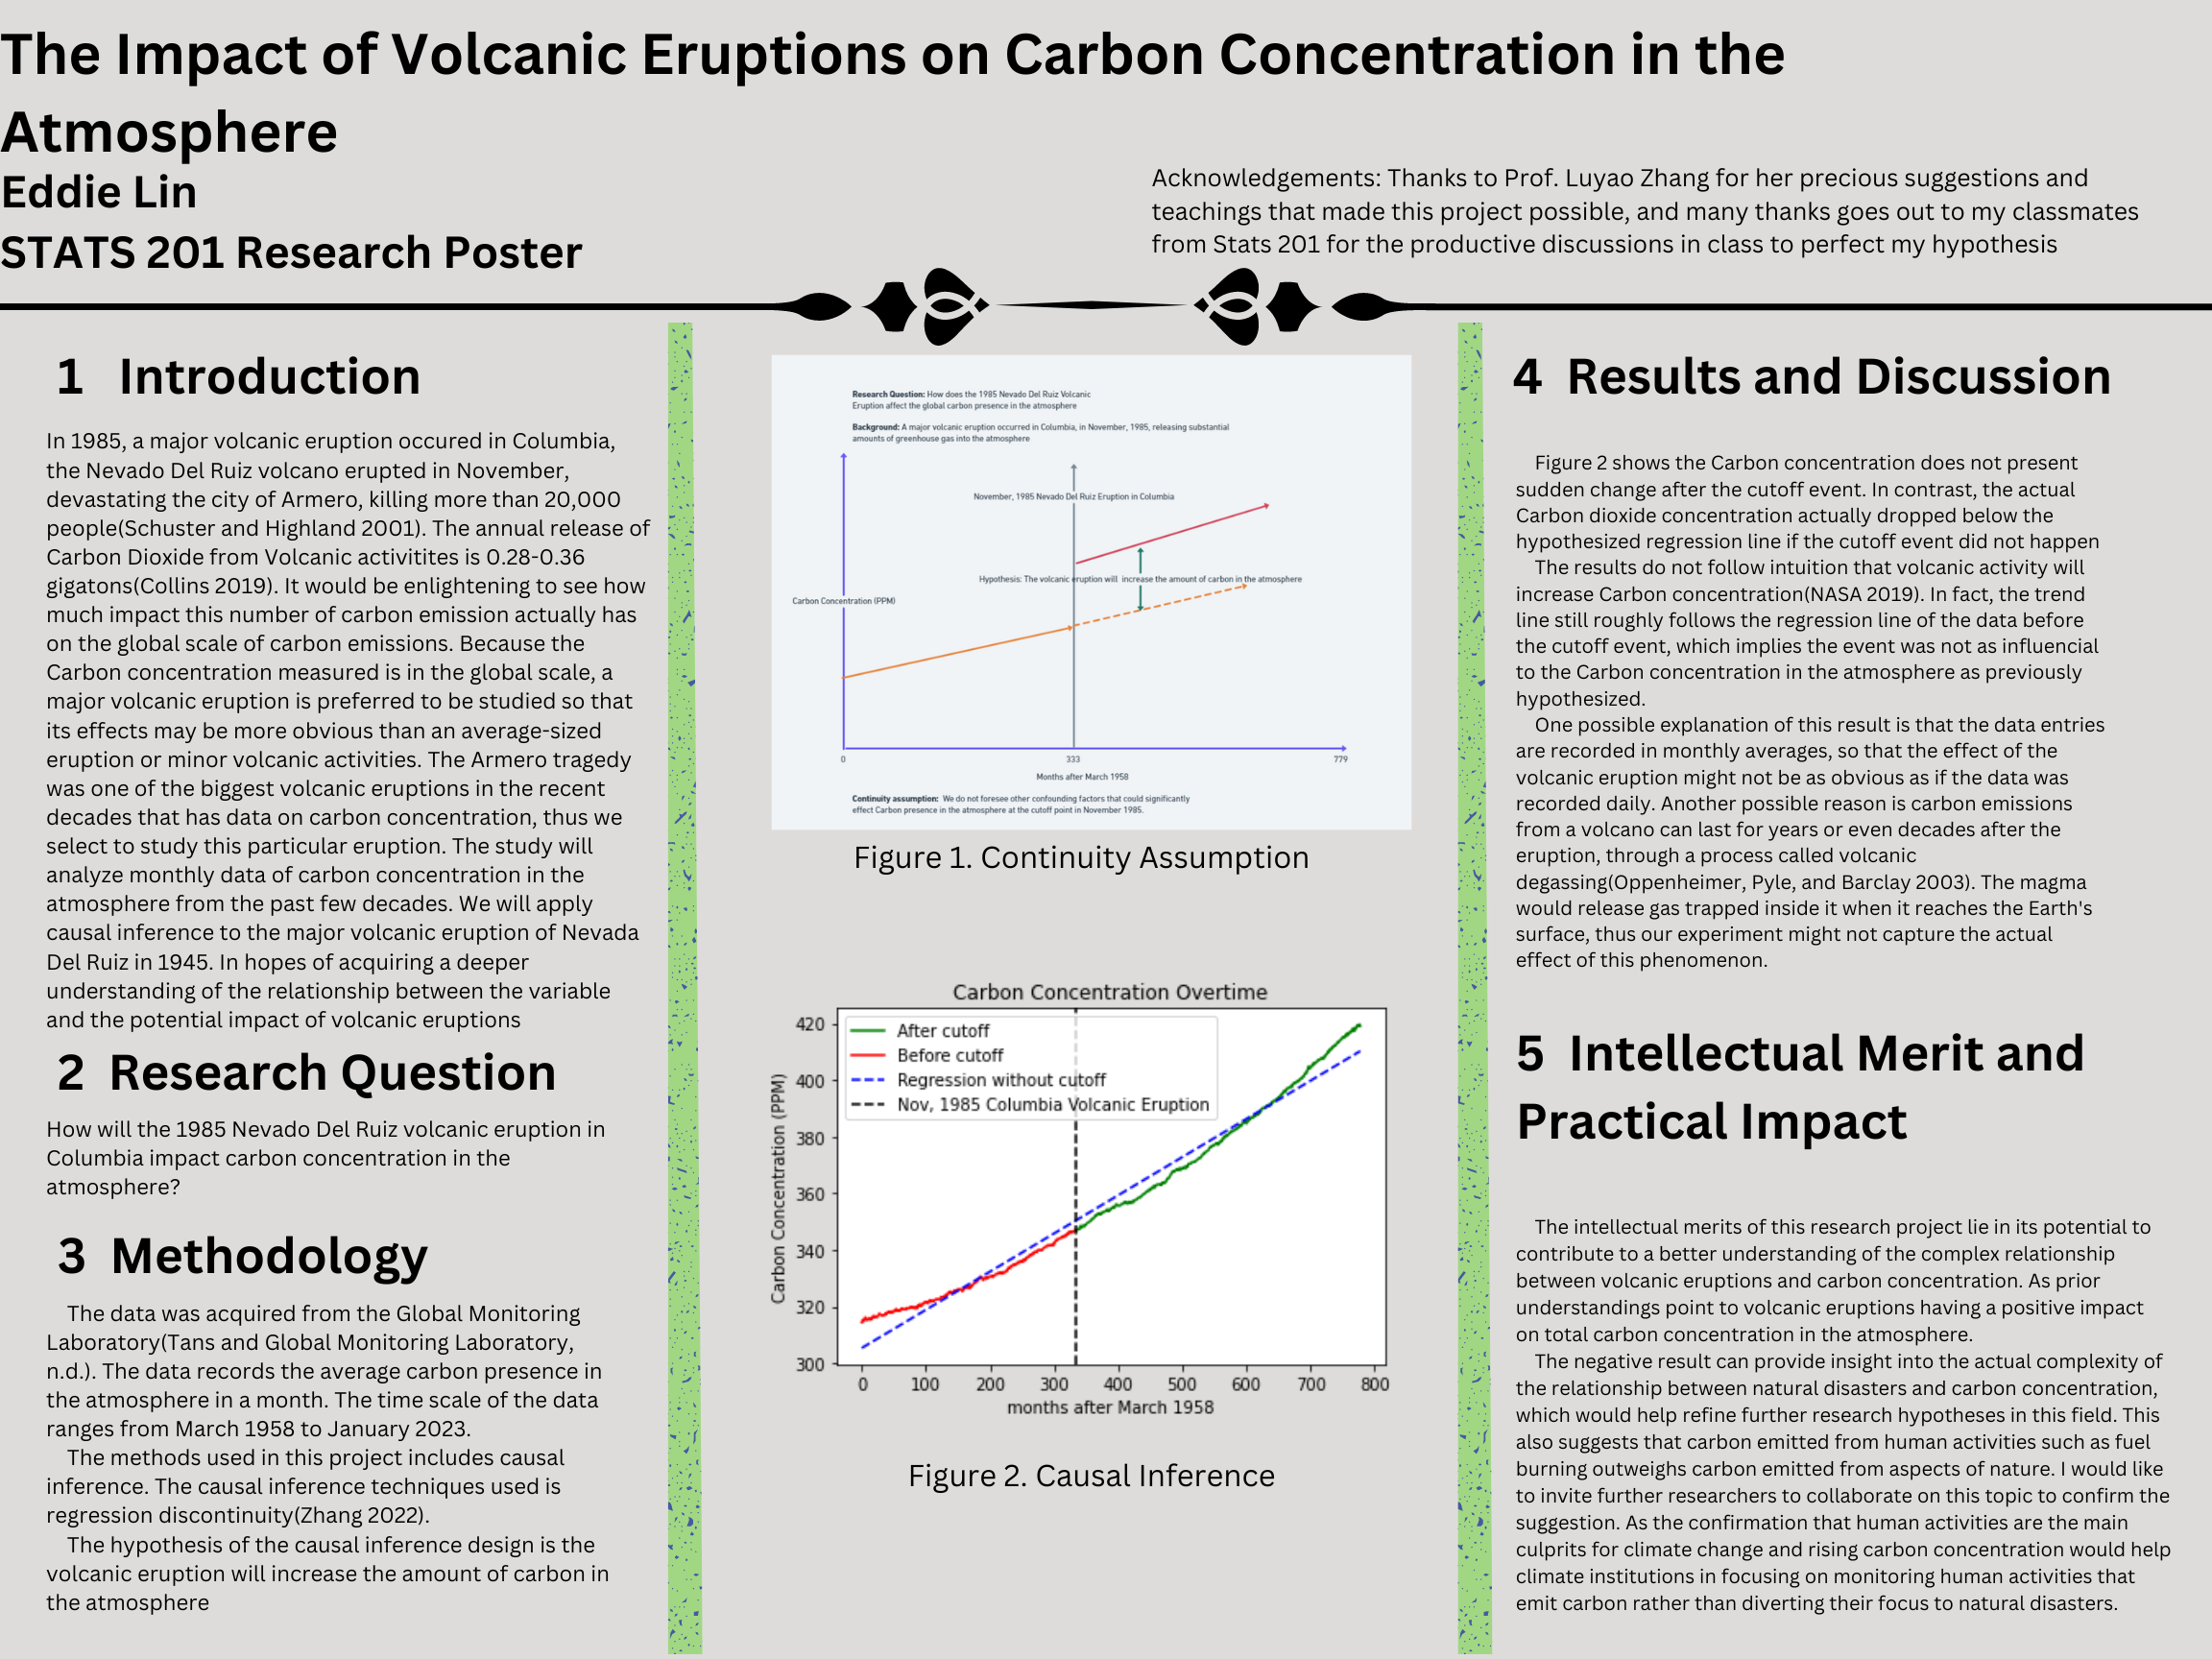 The Impact of Volcanic Eruptions on Carbon Concentration in the
Atmosphere
Eddie Lin
STATS 201 Research Poster
Acknowledgements: Thanks to Prof. Luyao Zhang for her precious suggestions and
teachings that made this project possible, and many thanks goes out to my classmates
from Stats 201 for the productive discussions in class to perfect my hypothesis
1 Introduction
In 1985, a major volcanic eruption occured in Columbia,
the Nevado Del Ruiz volcano erupted in November,
devastating the city of Armero, killing more than 20,000
people(Schuster and Highland 2001). The annual release of
Carbon Dioxide from Volcanic activitites is 0.28-0.36
gigatons(Collins 2019). It would be enlightening to see how
much impact this number of carbon emission actually has
on the global scale of carbon emissions. Because the
Carbon concentration measured is in the global scale, a
major volcanic eruption is preferred to be studied so that
its effects may be more obvious than an average-sized
eruption or minor volcanic activities. The Armero tragedy
was one of the biggest volcanic eruptions in the recent
decades that has data on carbon concentration, thus we
select to study this particular eruption. The study will
analyze monthly data of carbon concentration in the
atmosphere from the past few decades. We will apply
causal inference to the major volcanic eruption of Nevada
Del Ruiz in 1945. In hopes of acquiring a deeper
understanding of the relationship between the variable
and the potential impact of volcanic eruptions
2 Research Question
How will the 1985 Nevado Del Ruiz volcanic eruption in
Columbia impact carbon concentration in the
atmosphere?
3 Methodology
The data was acquired from the Global Monitoring
Laboratory(Tans and Global Monitoring Laboratory,
n.d.). The data records the average carbon presence in
the atmosphere in a month. The time scale of the data
ranges from March 1958 to January 2023.
The methods used in this project includes causal
inference. The causal inference techniques used is
regression discontinuity(Zhang 2022).
The hypothesis of the causal inference design is the
volcanic eruption will increase the amount of carbon in
the atmosphere
Research Question: How does the 1985 Nevado Del Ruiz Volcanic
Eruption affect the global carbon presence in the atmosphere
Background: A major volcanic eruption occurred in Columbia, in November, 1985, releasing substantial
amounts of greenhouse gas into the atmosphere
November, 1985 Nevado Del Ruiz Eruption in Columbia
Hypothesis: The volcanic eruption will increase the amount of carbon in the atmosphere
Carbon Concentration (PPM)
0 333 779
Months after March 1958
Continuity assumption: We do not foresee other confounding factors that could significantly
effect Carbon presence in the atmosphere at the cutoff point in November 1985.
Figure 1. Continuity Assumption
Carbon Concentration Overtime
After cutoff
Before cutoff
Regression without cutoff
Nov, 1985 Columbia Volcanic Eruption
Carbon Concentration (PPM)
420
400
380
360
340
320
300
0 100 200 300 400 500 600 700 800
months after March 1958
Figure 2. Causal Inference
4 Results and Discussion
Figure 2 shows the Carbon concentration does not present
sudden change after the cutoff event. In contrast, the actual
Carbon dioxide concentration actually dropped below the
hypothesized regression line if the cutoff event did not happen
The results do not follow intuition that volcanic activity will
increase Carbon concentration(NASA 2019). In fact, the trend
line still roughly follows the regression line of the data before
the cutoff event, which implies the event was not as influencial
to the Carbon concentration in the atmosphere as previously
hypothesized.
One possible explanation of this result is that the data entries
are recorded in monthly averages, so that the effect of the
volcanic eruption might not be as obvious as if the data was
recorded daily. Another possible reason is carbon emissions
from a volcano can last for years or even decades after the
eruption, through a process called volcanic
degassing(Oppenheimer, Pyle, and Barclay 2003). The magma
would release gas trapped inside it when it reaches the Earth's
surface, thus our experiment might not capture the actual
effect of this phenomenon.
5 Intellectual Merit and
Practical Impact
The intellectual merits of this research project lie in its potential to
contribute to a better understanding of the complex relationship
between volcanic eruptions and carbon concentration. As prior
understandings point to volcanic eruptions having a positive impact
on total carbon concentration in the atmosphere.
The negative result can provide insight into the actual complexity of
the relationship between natural disasters and carbon concentration,
which would help refine further research hypotheses in this field. This
also suggests that carbon emitted from human activities such as fuel
burning outweighs carbon emitted from aspects of nature. I would like
to invite further researchers to collaborate on this topic to confirm the
suggestion. As the confirmation that human activities are the main
culprits for climate change and rising carbon concentration would help
climate institutions in focusing on monitoring human activities that
emit carbon rather than diverting their focus to natural disasters.